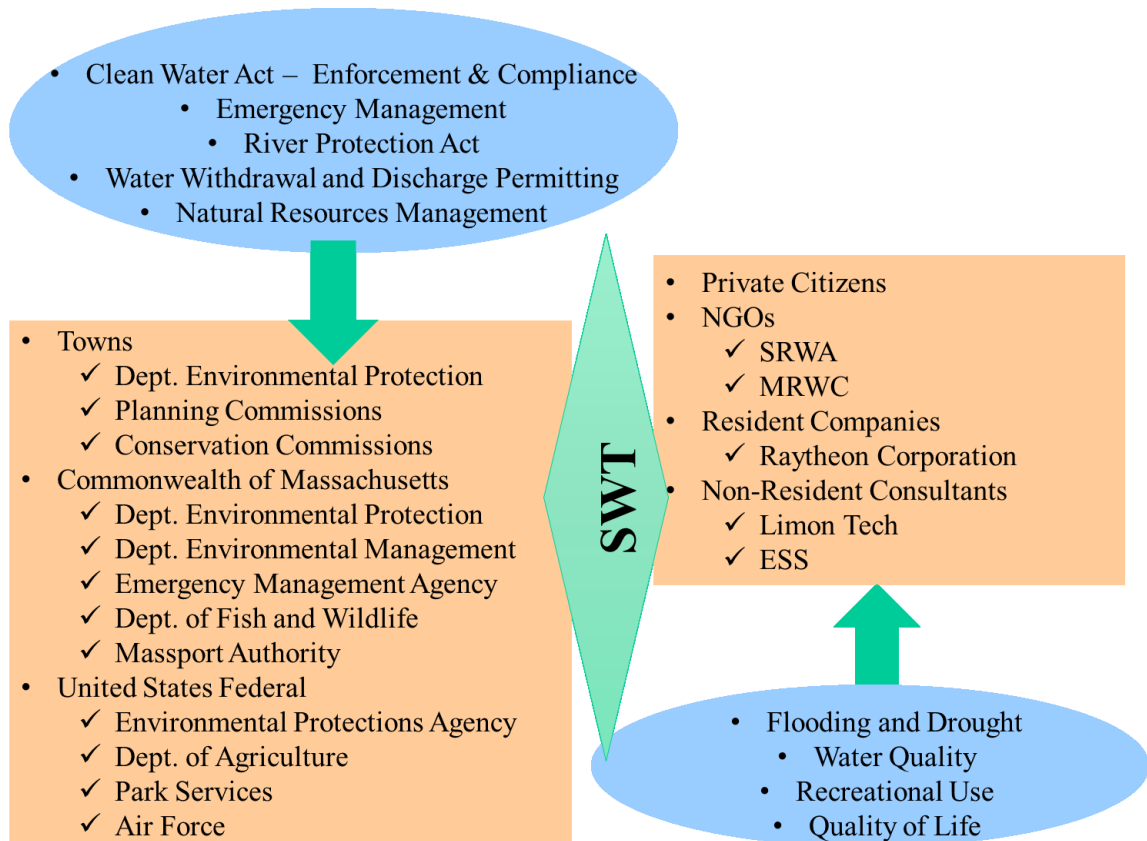 • Clean Water Act – Enforcement & Compliance
• Emergency Management
• River Protection Act
• Water Withdrawal and Discharge Permitting
• Natural Resources Management
• Towns
✓ Dept. Environmental Protection
✓ Planning Commissions
✓ Conservation Commissions
• Commonwealth of Massachusetts
✓ Dept. Environmental Protection
✓ Dept. Environmental Management
✓ Emergency Management Agency
✓ Dept. of Fish and Wildlife
✓ Massport Authority
• United States Federal
✓ Environmental Protections Agency
✓ Dept. of Agriculture
✓ Park Services
✓ Air Force
SWT
• Private Citizens
• NGOs
✓ SRWA
✓ MRWC
• Resident Companies
✓ Raytheon Corporation
• Non-Resident Consultants
✓ Limon Tech
✓ ESS
• Flooding and Drought
• Water Quality
• Recreational Use
• Quality of Life